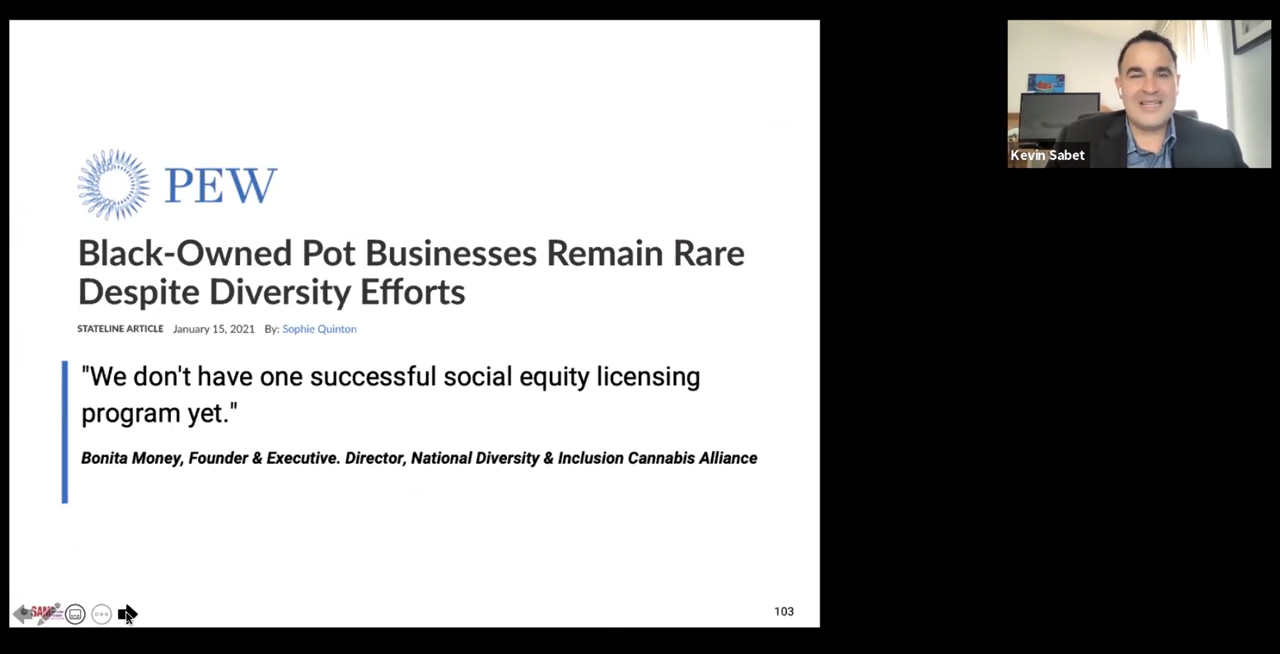 PEW
Black-Owned Pot Businesses Remain Rare
Despite Diversity Efforts
STATELINE ARTICLE January 15, 2021 By: Sophie Quinton
"We don't have one successful social equity licensing
program yet."
Bonita Money, Founder & Executive. Director, National Diversity & Inclusion Cannabis Alliance
SAM
103
Kevin Sabet